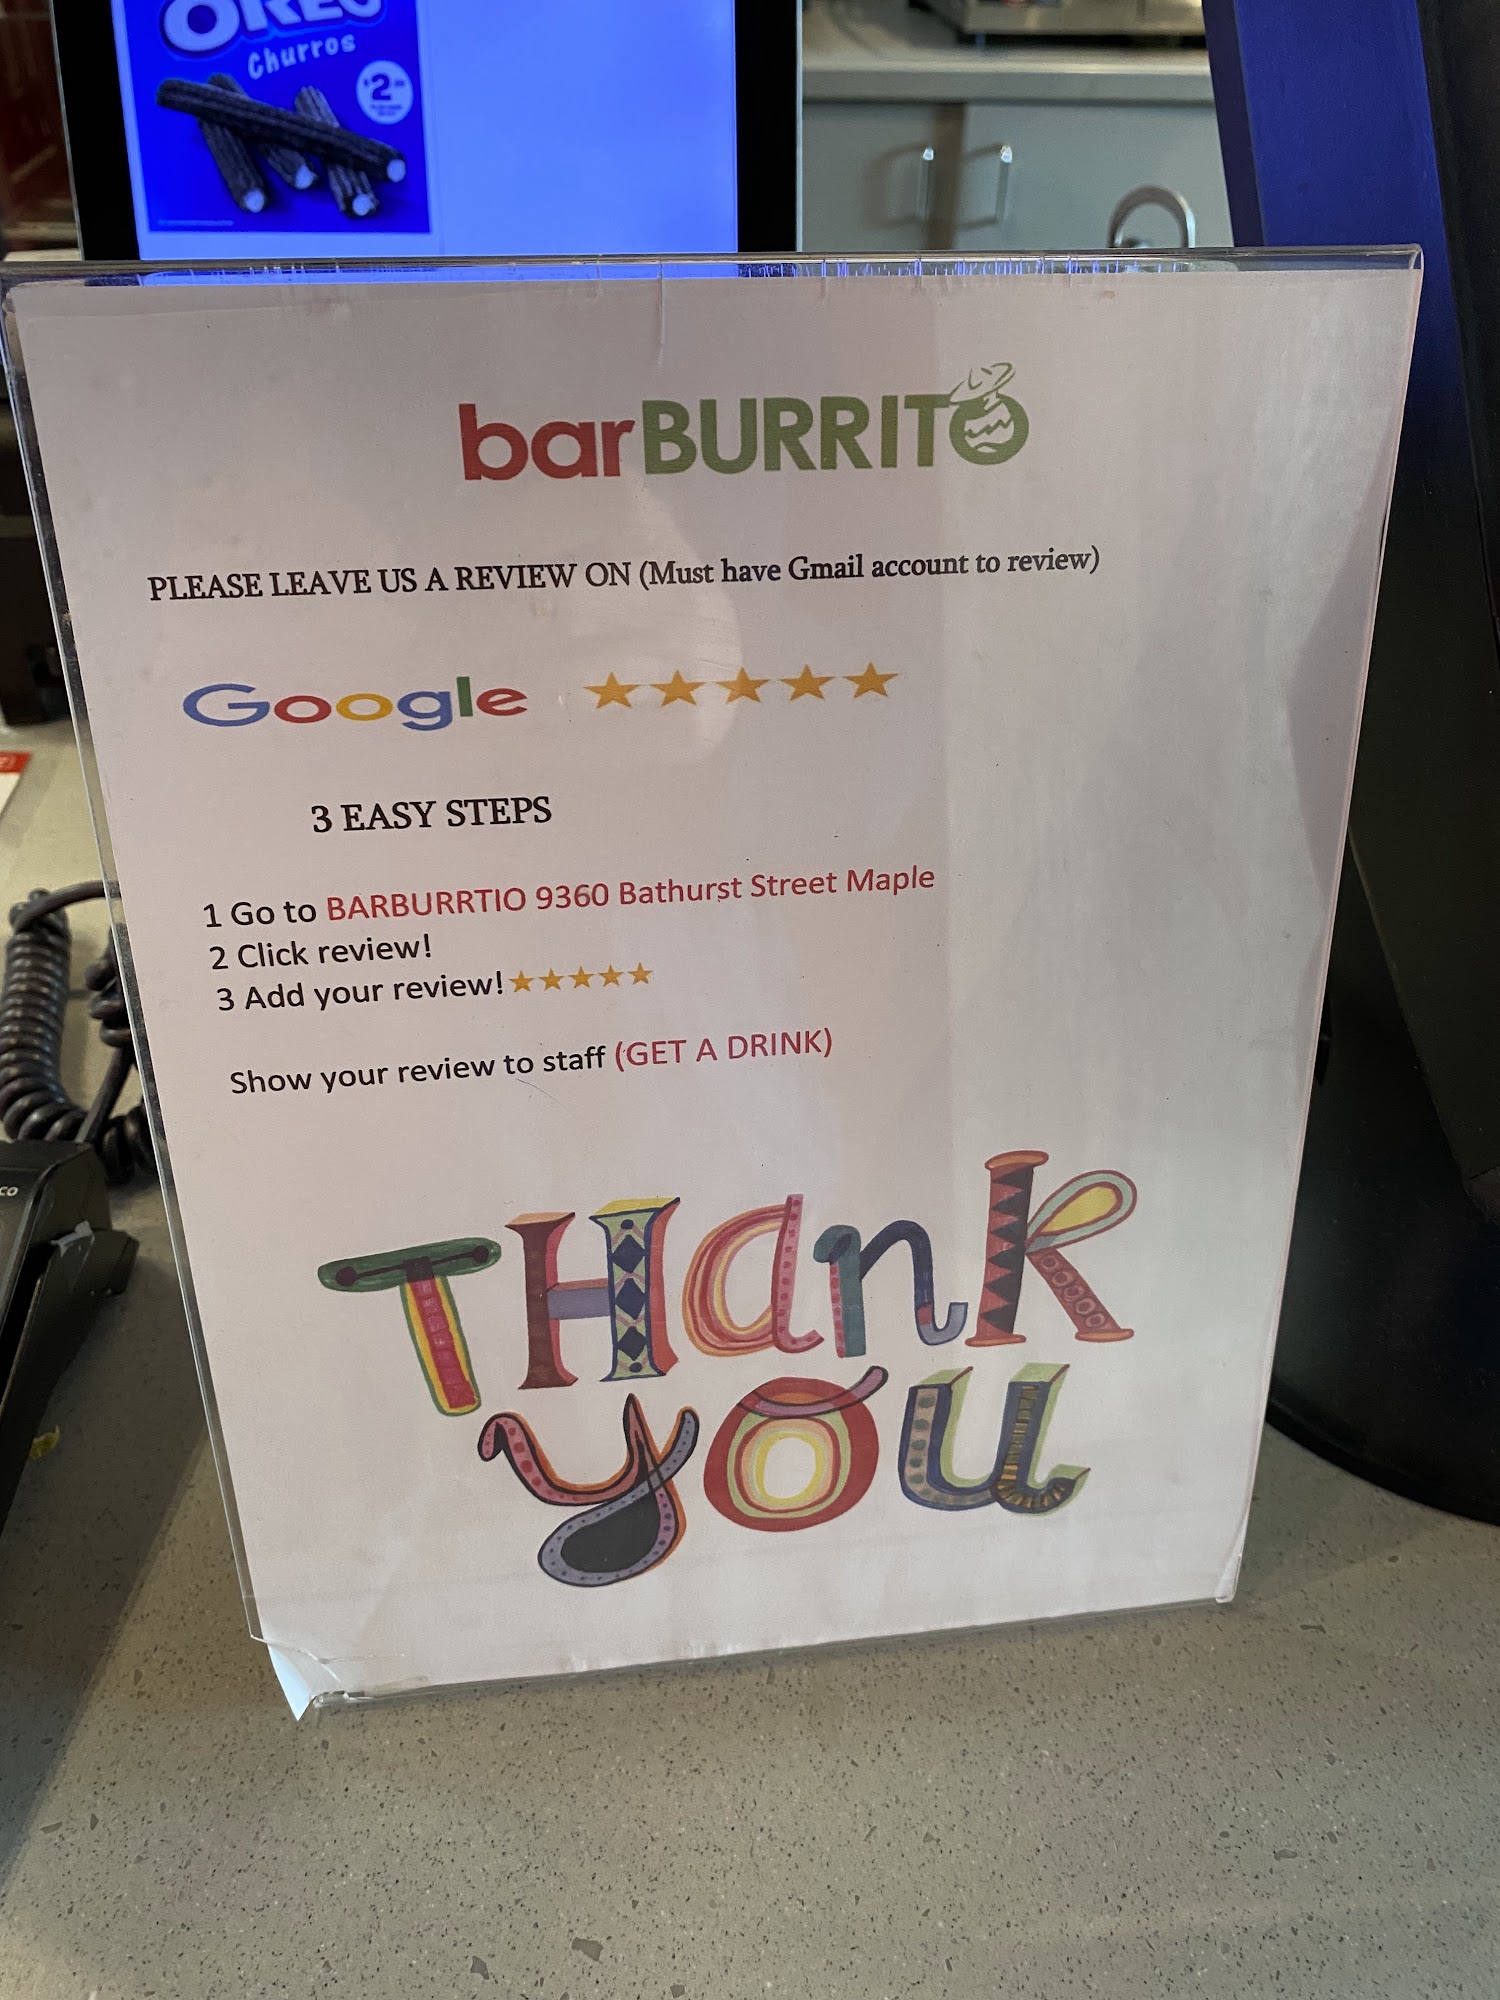 OREO
Churros
$2
barBURRITO
PLEASE LEAVE US A REVIEW ON (Must have Gmail account to review)
Google ★★★★★
3 EASY STEPS
1 Go to BARBURRTIO 9360 Bathurst Street Maple
2 Click review!
3 Add your review!★★★★★
Show your review to staff (GET A DRINK)
THanK
you